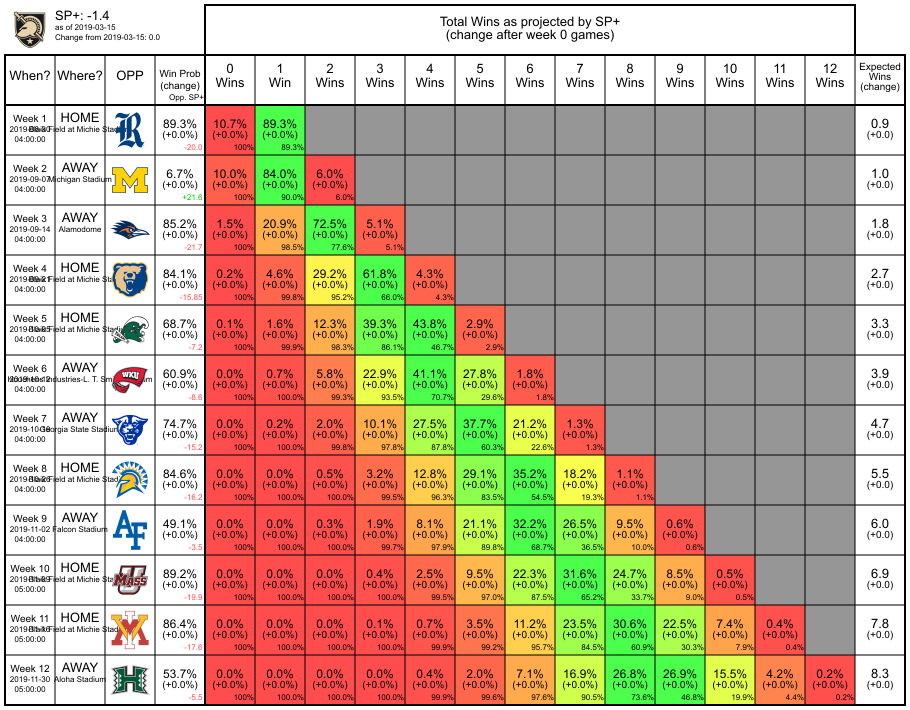 SP+: -1.4
as of 2019-03-15
Change from 2019-03-15: 0.0
Total Wins as projected by SP+
(change after week 0 games)
When? Where? OPP Win Prob (change) Opp. SP+ 0 Wins 1 Win 2 Wins 3 Wins 4 Wins 5 Wins 6 Wins 7 Wins 8 Wins 9 Wins 10 Wins 11 Wins 12 Wins Expected Wins (change)
Week 1 HOME 89.3% 10.7% 89.3% 0.9
Field at Michie (+0.0%) (+0.0%) (+0.0%) (+0.0)
04:00:00 -20.0 100% 89.3%
Week 2 AWAY 6.7% 10.0% 84.0% 6.0% 1.0
2019-09-07 Michigan Stadium (+0.0%) (+0.0%) (+0.0%) (+0.0%) (+0.0)
04:00:00 +21.6 100% 90.0% 6.0%
Week 3 AWAY 85.2% 1.5% 20.9% 72.5% 5.1% 1.8
2019-09-14 Alamodome (+0.0%) (+0.0%) (+0.0%) (+0.0%) (+0.0%) (+0.0)
04:00:00 -21.7 100% 98.5% 77.6% 5.1%
Week 4 HOME 84.1% 0.2% 4.6% 29.2% 61.8% 4.3% 2.7
Field at Michie (+0.0%) (+0.0%) (+0.0%) (+0.0%) (+0.0%) (+0.0%) (+0.0)
04:00:00 -15.85 100% 99.8% 95.2% 66.0% 4.3%
Week 5 HOME 68.7% 0.1% 1.6% 12.3% 39.3% 43.8% 2.9% 3.3
Field at Michie (+0.0%) (+0.0%) (+0.0%) (+0.0%) (+0.0%) (+0.0%) (+0.0%) (+0.0)
04:00:00 -7.2 100% 99.9% 98.3% 86.1% 46.7% 2.9%
Week 6 AWAY WKU 60.9% 0.0% 0.7% 5.8% 22.9% 41.1% 27.8% 1.8% 3.9
Industries-L. T. (+0.0%) (+0.0%) (+0.0%) (+0.0%) (+0.0%) (+0.0%) (+0.0%) (+0.0%) (+0.0)
04:00:00 -8.6 100% 100.0% 99.3% 93.5% 70.7% 29.6% 1.8%
Week 7 AWAY 74.7% 0.0% 0.2% 2.0% 10.1% 27.5% 37.7% 21.2% 1.3% 4.7
Georgia State Stadium (+0.0%) (+0.0%) (+0.0%) (+0.0%) (+0.0%) (+0.0%) (+0.0%) (+0.0%) (+0.0%) (+0.0)
04:00:00 -15.2 100% 100.0% 99.8% 97.8% 87.8% 60.3% 22.6% 1.3%
Week 8 HOME 84.6% 0.0% 0.0% 0.5% 3.2% 12.8% 29.1% 35.2% 18.2% 1.1% 5.5
Field at Michie (+0.0%) (+0.0%) (+0.0%) (+0.0%) (+0.0%) (+0.0%) (+0.0%) (+0.0%) (+0.0%) (+0.0%) (+0.0)
04:00:00 -16.2 100% 100.0% 100.0% 99.5% 96.3% 83.5% 54.5% 19.3% 1.1%
Week 9 AWAY AF 49.1% 0.0% 0.0% 0.3% 1.9% 8.1% 21.1% 32.2% 26.5% 9.5% 0.6% 6.0
2019-11-02 Falcon Stadium (+0.0%) (+0.0%) (+0.0%) (+0.0%) (+0.0%) (+0.0%) (+0.0%) (+0.0%) (+0.0%) (+0.0%) (+0.0%) (+0.0)
04:00:00 -3.5 100% 100.0% 100.0% 99.7% 97.9% 89.8% 68.7% 36.5% 10.0% 0.6%
Week 10 HOME MASS 89.2% 0.0% 0.0% 0.0% 0.4% 2.5% 9.5% 22.3% 31.6% 24.7% 8.5% 0.5% 6.9
Field at Michie (+0.0%) (+0.0%) (+0.0%) (+0.0%) (+0.0%) (+0.0%) (+0.0%) (+0.0%) (+0.0%) (+0.0%) (+0.0%) (+0.0%) (+0.0)
05:00:00 -19.9 100% 100.0% 100.0% 100.0% 99.5% 97.0% 87.5% 65.2% 33.7% 9.0% 0.5%
Week 11 HOME 86.4% 0.0% 0.0% 0.0% 0.1% 0.7% 3.5% 11.2% 23.5% 30.6% 22.5% 7.4% 0.4% 7.8
Field at Michie (+0.0%) (+0.0%) (+0.0%) (+0.0%) (+0.0%) (+0.0%) (+0.0%) (+0.0%) (+0.0%) (+0.0%) (+0.0%) (+0.0%) (+0.0%) (+0.0)
05:00:00 -17.6 100% 100.0% 100.0% 100.0% 99.9% 99.2% 95.7% 84.5% 60.9% 30.3% 7.9% 0.4%
Week 12 AWAY H 53.7% 0.0% 0.0% 0.0% 0.0% 0.4% 2.0% 7.1% 16.9% 26.8% 26.9% 15.5% 4.2% 0.2% 8.3
2019-11-30 Aloha Stadium (+0.0%) (+0.0%) (+0.0%) (+0.0%) (+0.0%) (+0.0%) (+0.0%) (+0.0%) (+0.0%) (+0.0%) (+0.0%) (+0.0%) (+0.0%) (+0.0%) (+0.0)
05:00:00 -5.5 100% 100.0% 100.0% 100.0% 99.9% 99.6% 97.6% 90.5% 73.6% 46.8% 19.9% 4.4% 0.2%